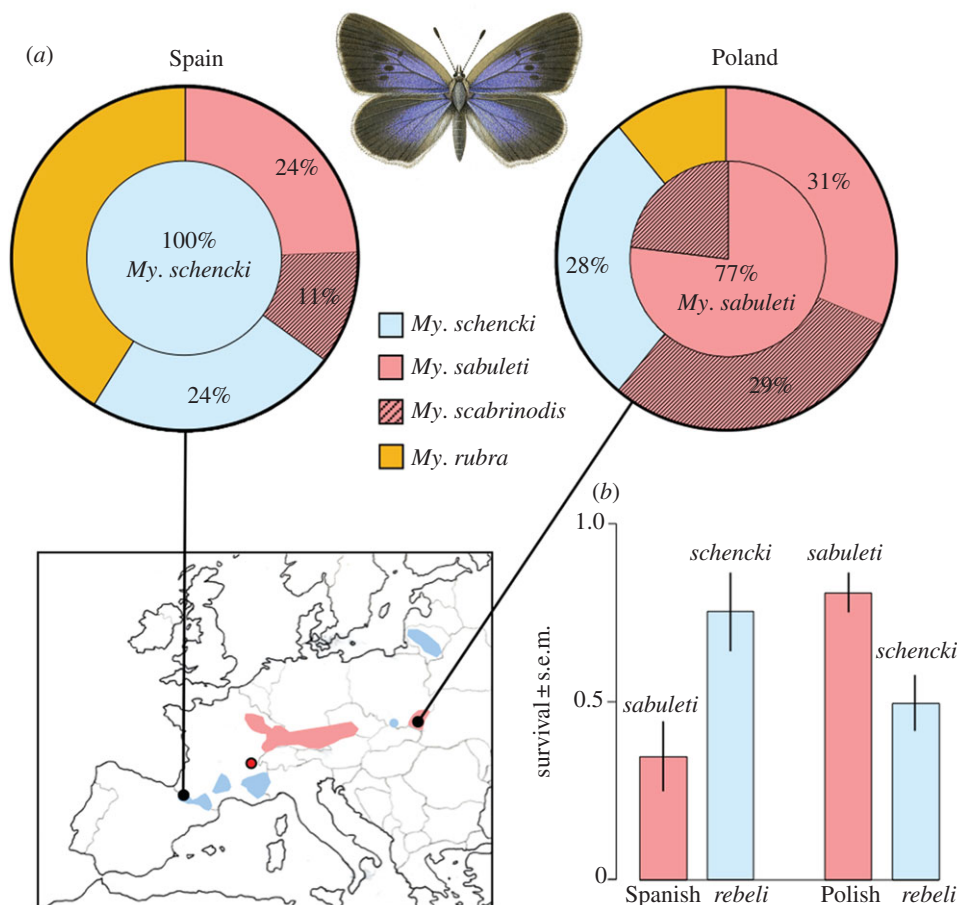 (a)
Spain
Poland
24%
11%
24%
100%
My. schencki
31%
29%
28%
77%
My. sabuleti
My. schencki
My. sabuleti
My. scabrinodis
My. rubra
(b)
1.0
0.5
0
survival ± s.e.m.
sabuleti
schencki
sabuleti
schencki
Spanish rebeli
Polish rebeli